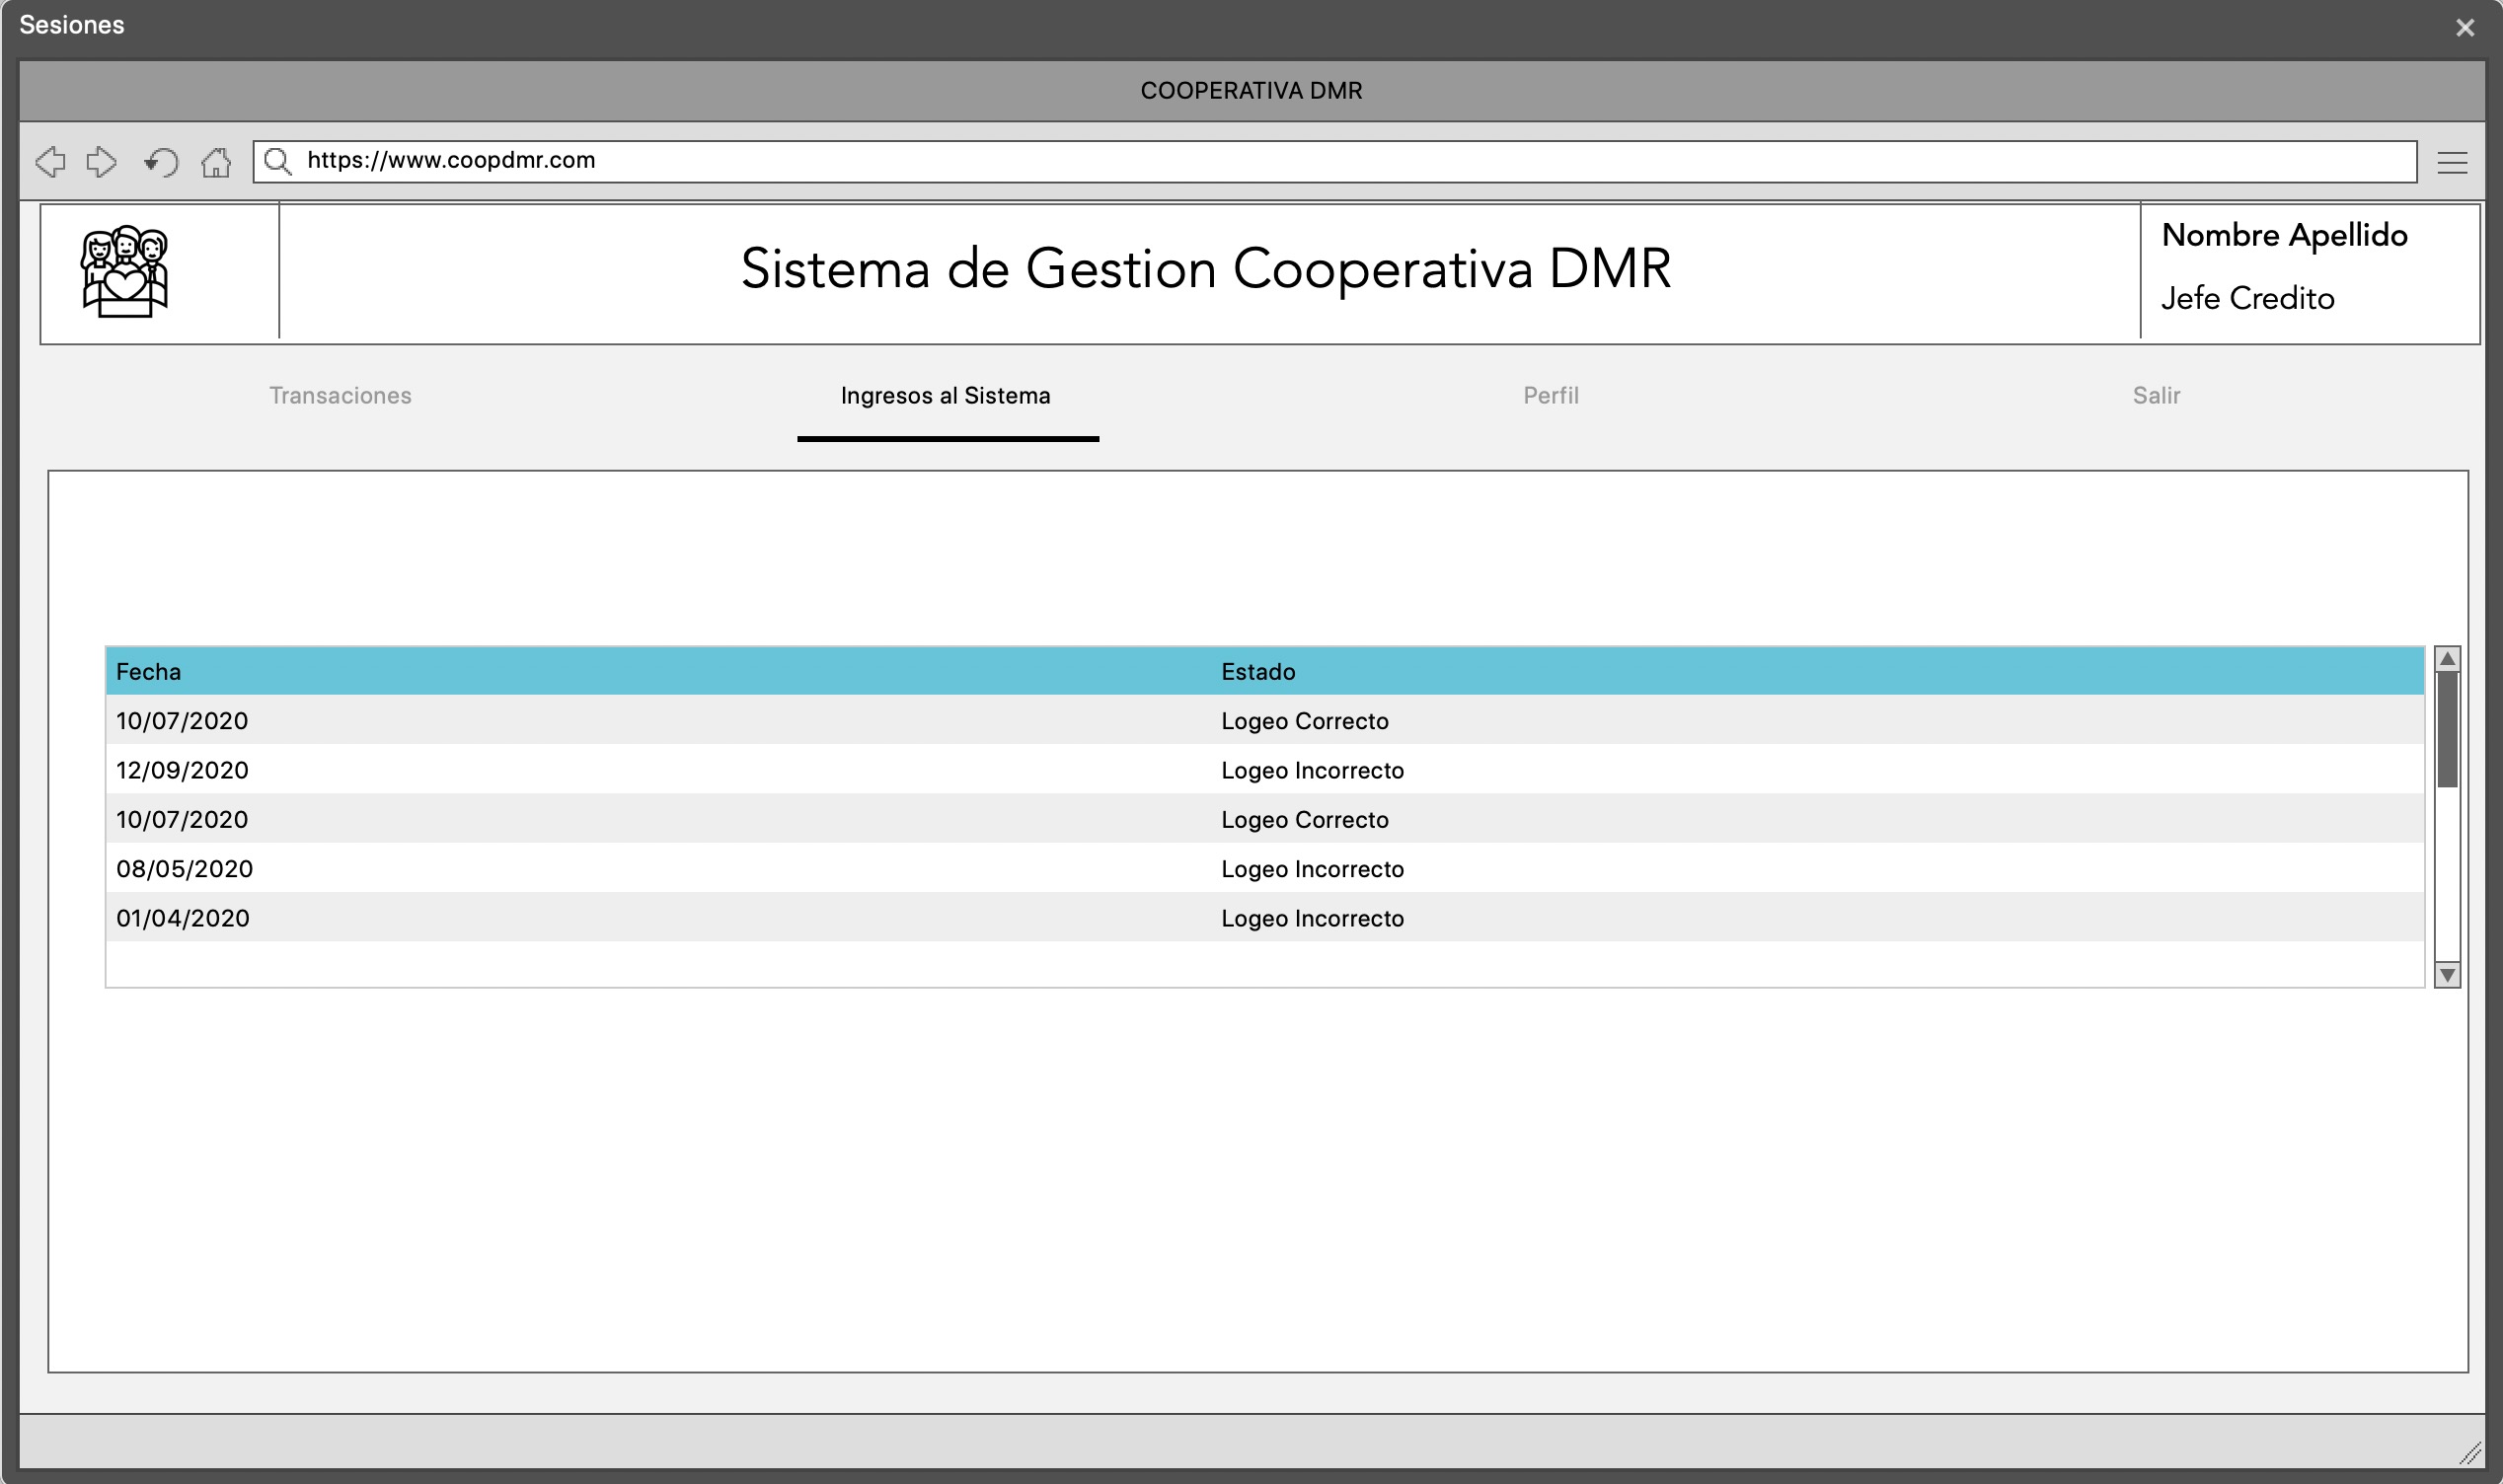 Sesiones
COOPERATIVA DMR
https://www.coopdmr.com
Sistema de Gestion Cooperativa DMR
Nombre Apellido
Jefe Credito
Transaciones
Ingresos al Sistema
Perfil
Salir
Fecha Estado
10/07/2020 Logeo Correcto
12/09/2020 Logeo Incorrecto
10/07/2020 Logeo Correcto
08/05/2020 Logeo Incorrecto
01/04/2020 Logeo Incorrecto